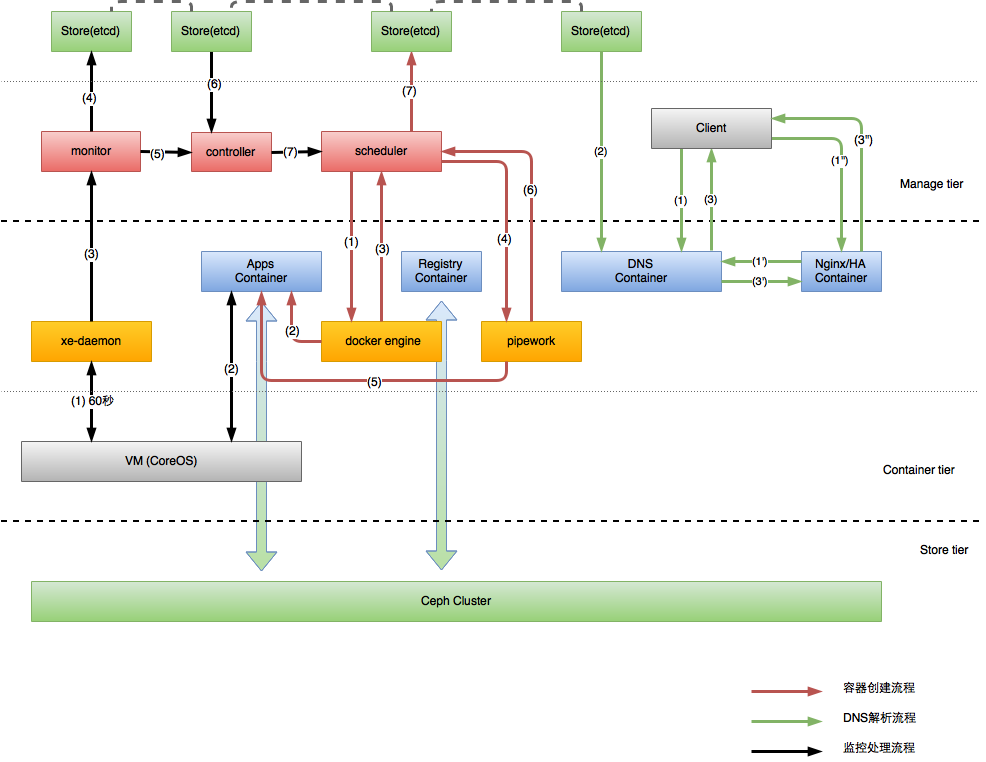 Store(etcd)
Store(etcd)
Store(etcd)
Store(etcd)
(6)
(7)
(4)
Client
(3")
monitor
(5)
controller
(7)
scheduler
(2)
(1")
Manage tier
(6)
(1)
(3)
(4)
(1)
(3)
(3)
Apps
Container
Registry
Container
DNS
Container
(1')
(3')
Nginx/HA
Container
(2)
xe-daemon
docker engine
pipework
(2)
(5)
(1) 60秒
VM (CoreOS)
Container tier
Store tier
Ceph Cluster
容器创建流程
DNS解析流程
监控处理流程